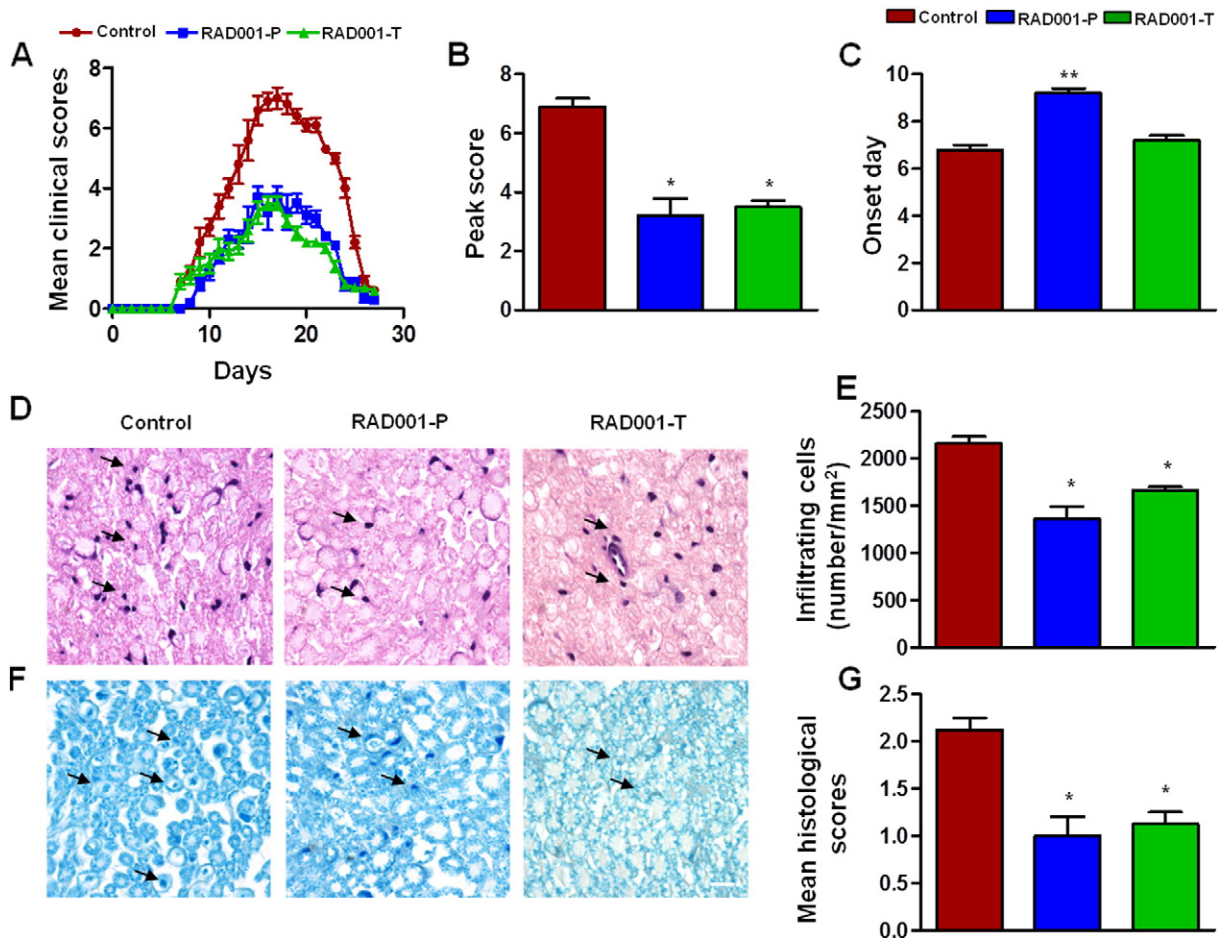 Control RAD001-P RAD001-T
Control RAD001-P RAD001-T
A
Mean clinical scores
8
6
4
2
0
0 10 20 30
Days
B
Peak score
8
6
4
2
0
*
*
C
Onset day
10
8
6
4
2
0
**
D
Control RAD001-P RAD001-T
E
Infiltrating cells
(number/mm²)
2500
2000
1500
1000
500
0
*
*
F
G
Mean histological
scores
2.5
2.0
1.5
1.0
0.5
0.0
*
*